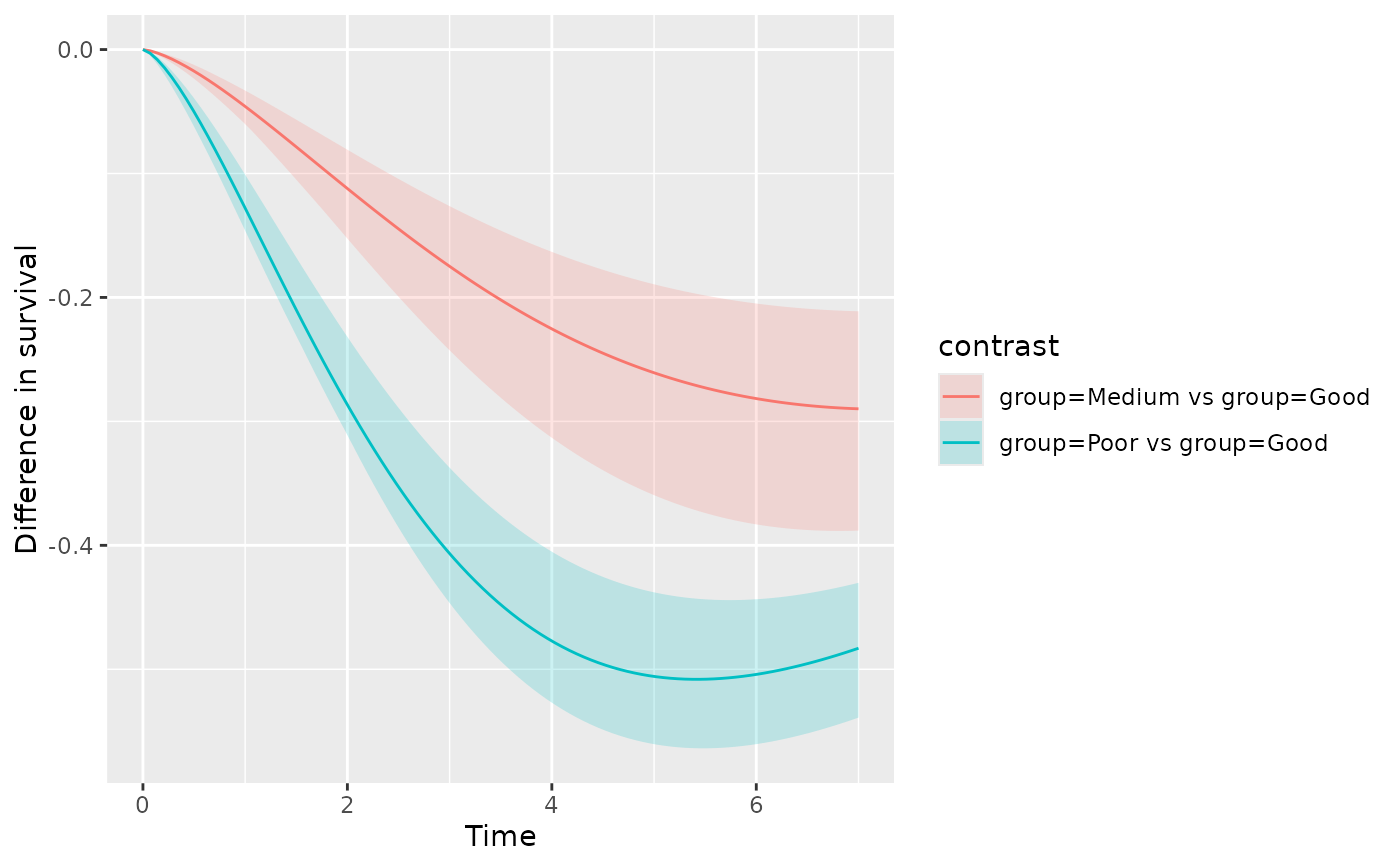 Difference in survival
0.0
-0.2
-0.4
0
2
4
6
Time
contrast
group=Medium vs group=Good
group=Poor vs group=Good